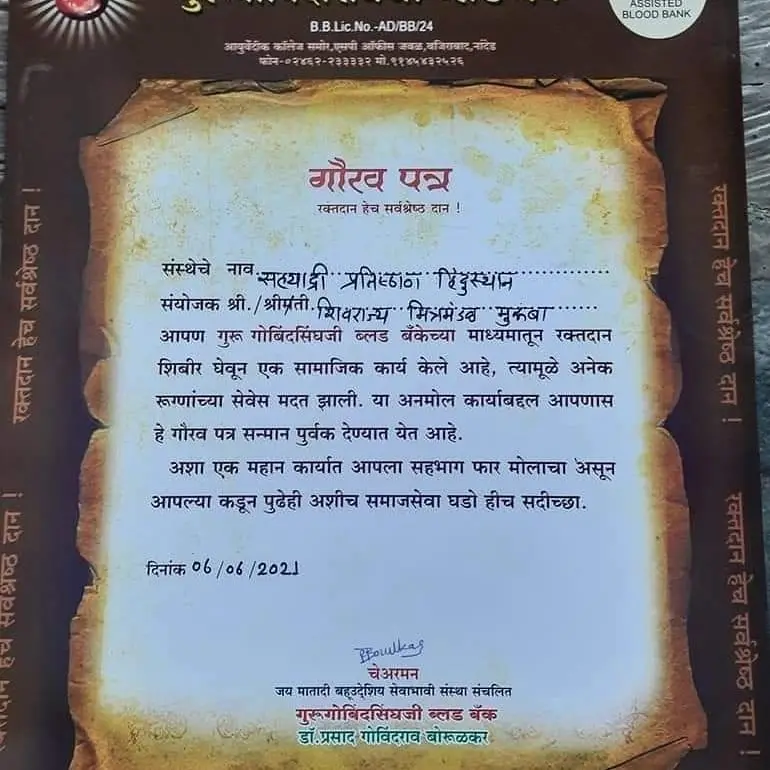 ASSISTED
BLOOD BANK
B.B.Lic.No.-AD/BB/24
आयुर्वेदीक कॉलेज समोर,एसपी ऑफीस जवळ,वजिराबाद,नांदेड
फोन-०२४६२-२३३३३२ मो.९१४५४३२५२६
गौरव पत्र
रक्तदान हेच सर्वश्रेष्ठ दान !
संस्थेचे नाव सह्याद्री प्रतिष्ठान हिंदुस्थान
संयोजक श्री./श्रीमती. शिवराज्य मित्रमंडळ मुकबा
आपण गुरू गोबिंदसिंघजी ब्लड बँकेच्या माध्यमातून रक्तदान
शिबीर घेवून एक सामाजिक कार्य केले आहे, त्यामूळे अनेक
रूग्णांच्या सेवेस मदत झाली. या अनमोल कार्याबद्दल आपणास
हे गौरव पत्र सन्मान पुर्वक देण्यात येत आहे.
अशा एक महान कार्यात आपला सहभाग फार मोलाचा असून
आपल्या कडून पुढेही अशीच समाजसेवा घडो हीच सदीच्छा.
दिनांक 06/06/2021
चेअरमन
जय मातादी बहूउद्देशिय सेवाभावी संस्था संचलित
गुरूगोबिंदसिंघजी ब्लड बँक
डॉ.प्रसाद गोविंदराव बोरूळकर
रक्तदान हेच सर्वश्रेष्ठ दान !
रक्तदान हेच सर्वश्रेष्ठ दान !
रक्तदान हेच सर्वश्रेष्ठ दान !
रक्तदान हेच सर्वश्रेष्ठ दान !